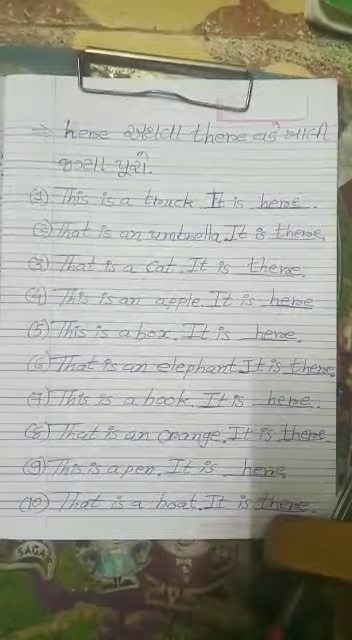 ⇒ here અથવા there વડે ખાલી
જગ્યા પૂરો.
(1) This is a truck. It is here.
(2) That is an umbrella. It is there.
(3) That is a cat. It is there.
(4) This is an apple. It is here
(5) This is a box. It is here.
(6) That is an elephant. It is there
(7) This is a book. It is here.
(8) That is an orange. It is there
(9) This is a pen. It is here
(10) That is a boat. It is there.
SAGAR